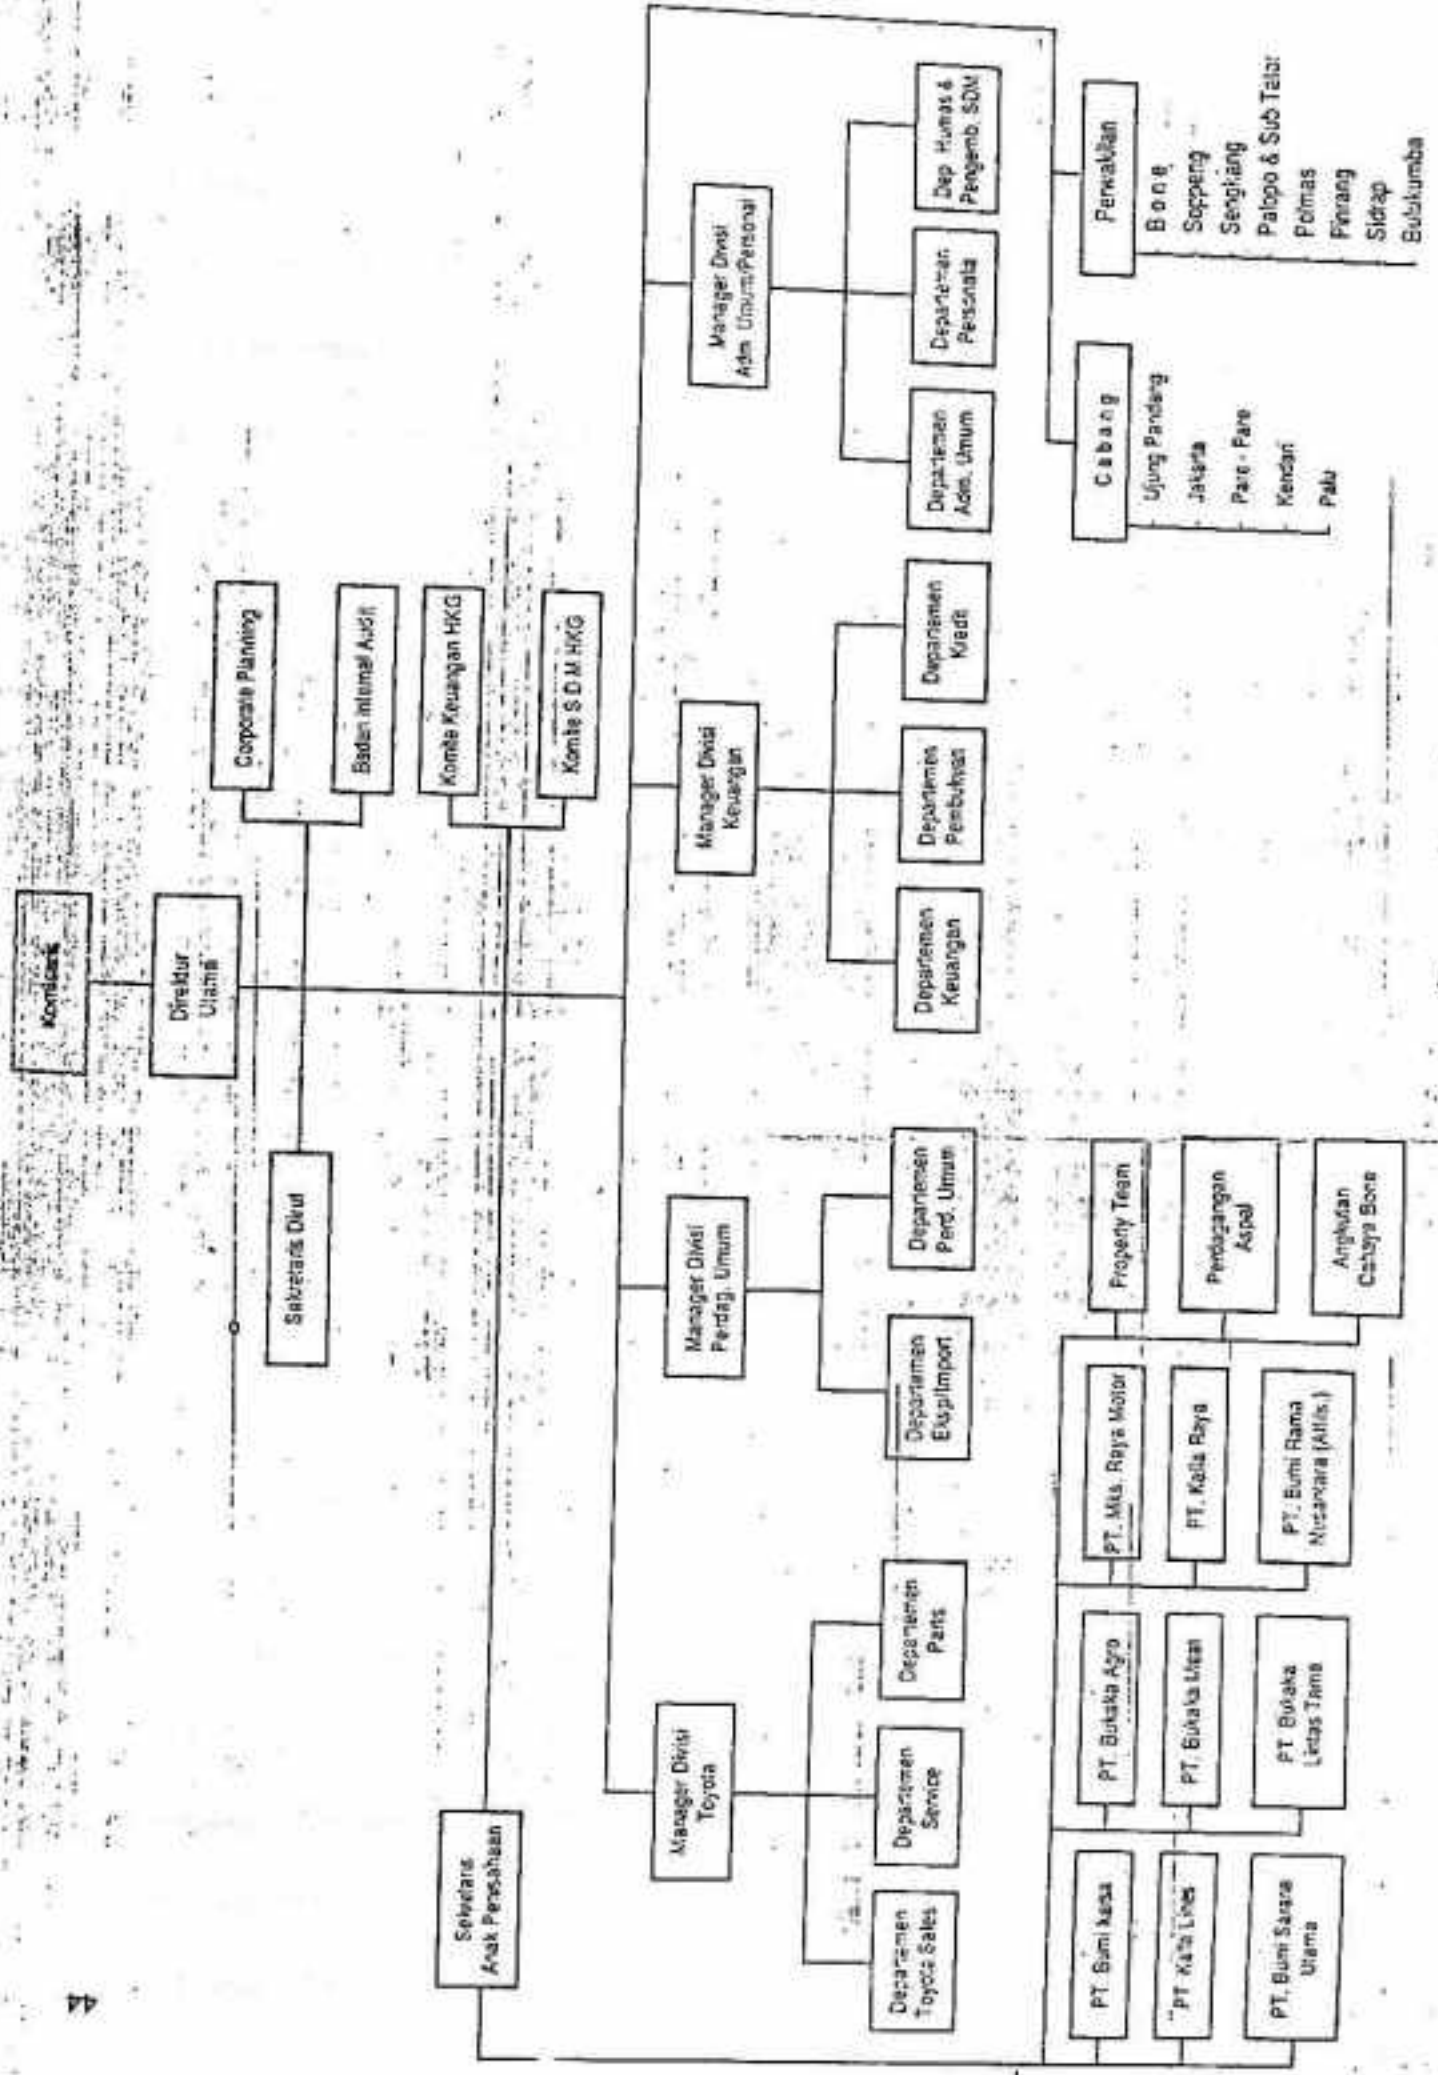 44
Komisaris
Direktur
Utama
Sekretaris Dirut
Corporate Planning
Badan Internal Audit
Komite Keuangan HKG
Komite S D M HKG
Sekretaris
Anak Perusahaan
Manager Divisi
Toyota
Manager Divisi
Perdag. Umum
Manager Divisi
Keuangan
Manager Divisi
Adm. Umum/Personal
Departemen
Toyota Sales
Departemen
Service
Departemen
Parts
Departemen
Eksp/Import
Departemen
Perd. Umum
Departemen
Keuangan
Departemen
Pembukuan
Departemen
Kredit
Departemen
Adm. Umum
Departemen
Personalia
Dep Humas &
Pengemb. SDM
PT. Bumi Karsa
PT. Kalla Lines
PT. Bumi Sarana
Utama
PT. Bukaka Agro
PT. Bukaka
PT Bukaka
Lintas Tama
PT. Mks. Raya Motor
PT. Kalla Raya
PT. Bumi Rama
Nusantara (Afilis.)
Property Team
Perdagangan
Aspal
Angkutan
Cahaya Bone
Cabang
Ujung Pandang
Jakarta
Pare - Pare
Kendari
Palu
Perwakilan
Bone
Soppeng
Sengkang
Palopo & Sub Tator
Polmas
Pinrang
Sidrap
Bulukumba